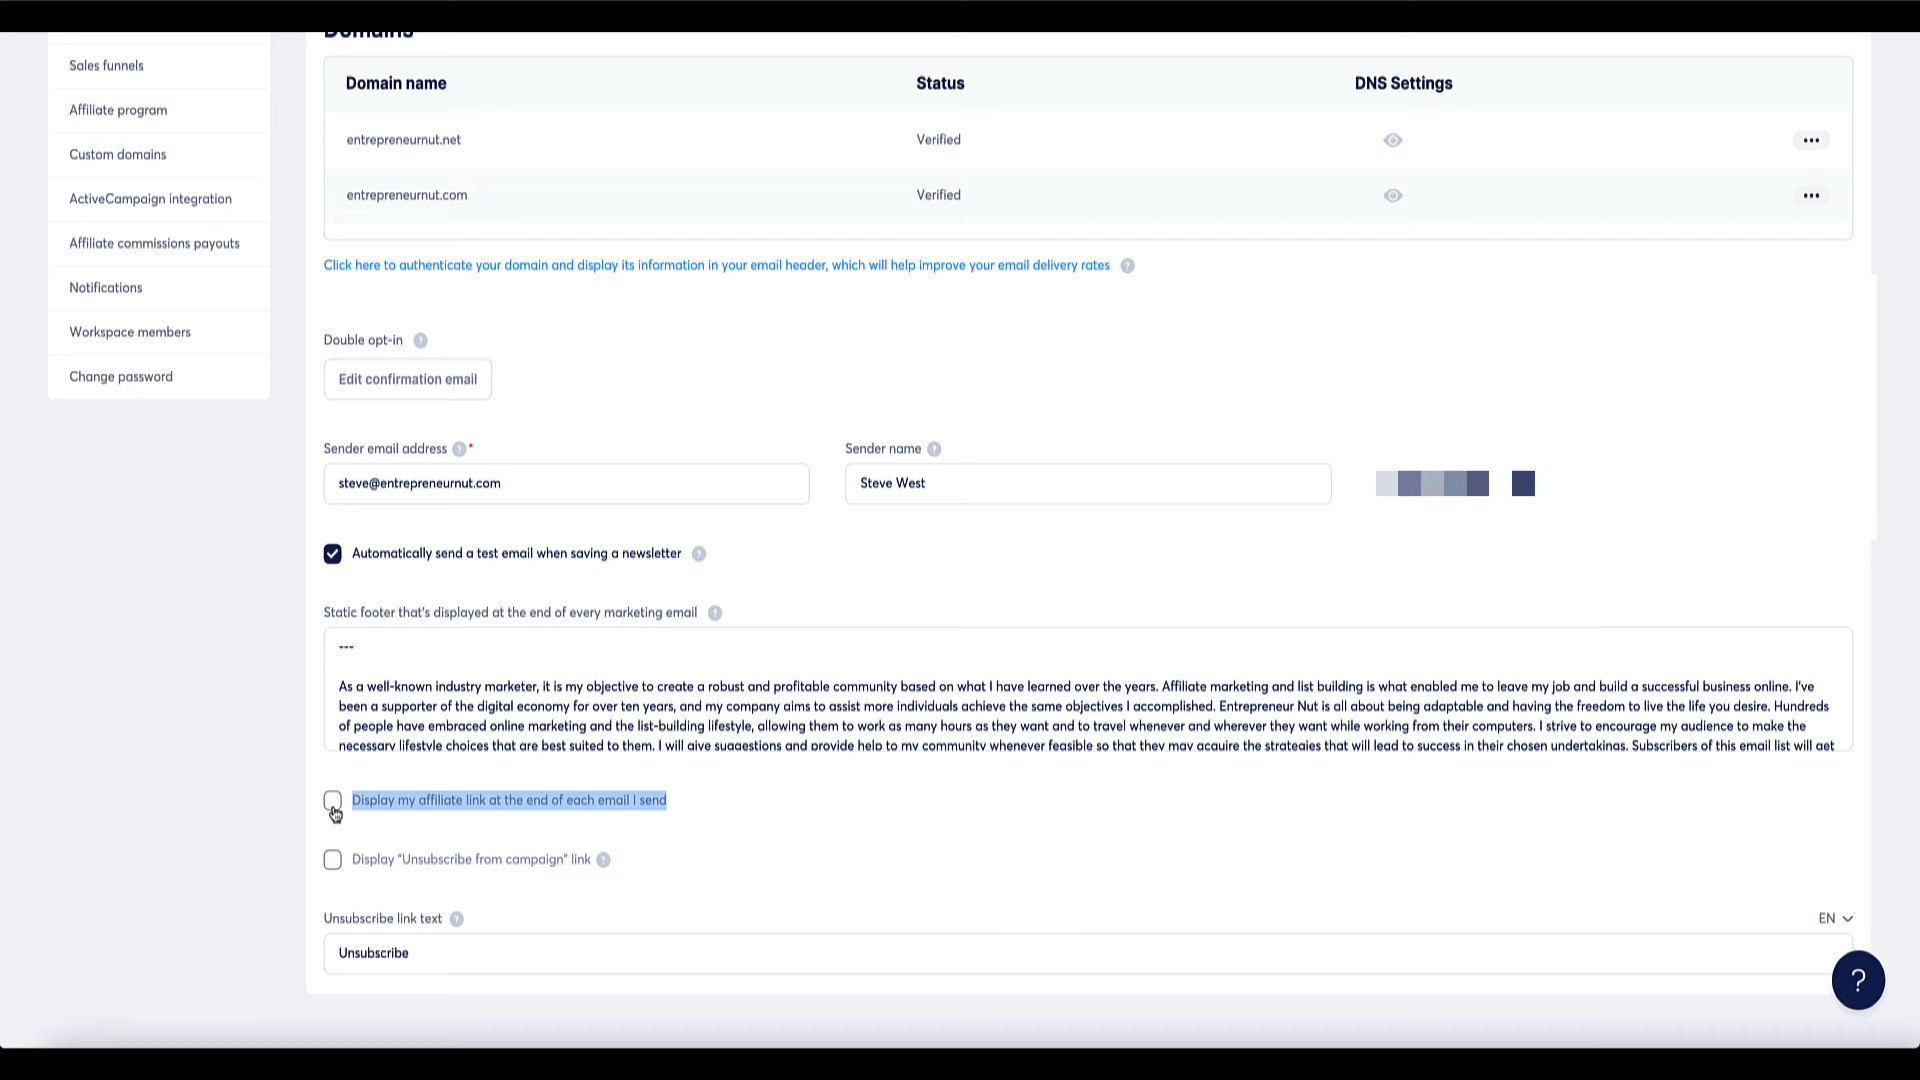 Domains
Sales funnels
Affiliate program
Custom domains
ActiveCampaign integration
Affiliate commissions payouts
Notifications
Workspace members
Change password
Domain name Status DNS Settings
entrepreneurnut.net Verified
entrepreneurnut.com Verified
Click here to authenticate your domain and display its information in your email header, which will help improve your email delivery rates ?
Double opt-in ?
Edit confirmation email
Sender email address ? * Sender name ?
steve@entrepreneurnut.com Steve West
Automatically send a test email when saving a newsletter ?
Static footer that's displayed at the end of every marketing email ?
---
As a well-known industry marketer, it is my objective to create a robust and profitable community based on what I have learned over the years. Affiliate marketing and list building is what enabled me to leave my job and build a successful business online. I've
been a supporter of the digital economy for over ten years, and my company aims to assist more individuals achieve the same objectives I accomplished. Entrepreneur Nut is all about being adaptable and having the freedom to live the life you desire. Hundreds
of people have embraced online marketing and the list-building lifestyle, allowing them to work as many hours as they want and to travel whenever and wherever they want while working from their computers. I strive to encourage my audience to make the
necessary lifestyle choices that are best suited to them. I will give suggestions and provide help to my community whenever feasible so that they may acquire the strategies that will lead to success in their chosen undertakings. Subscribers of this email list will get
Display my affiliate link at the end of each email I send
Display "Unsubscribe from campaign" link ?
Unsubscribe link text ? EN
Unsubscribe
?